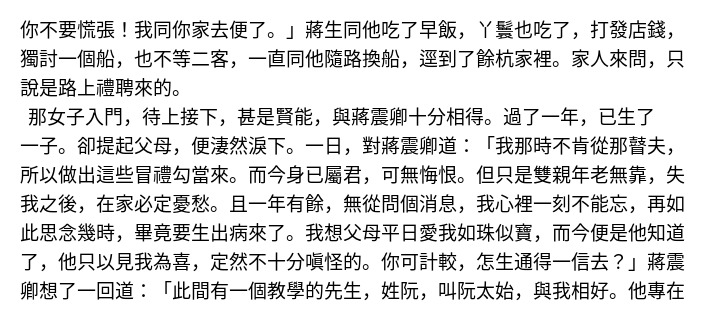 你不要慌張！我同你家去便了。」蔣生同他吃了早飯，丫鬟也吃了，打發店錢，
獨討一個船，也不等二客，一直同他隨路換船，逕到了餘杭家裡。家人來問，只
說是路上禮聘來的。
那女子入門，待上接下，甚是賢能，與蔣震卿十分相得。過了一年，已生了
一子。卻提起父母，便淒然淚下。一日，對蔣震卿道：「我那時不肯從那瞽夫，
所以做出這些冒禮勾當來。而今身已屬君，可無悔恨。但只是雙親年老無靠，失
我之後，在家必定憂愁。且一年有餘，無從問個消息，我心裡一刻不能忘，再如
此思念幾時，畢竟要生出病來了。我想父母平日愛我如珠似寶，而今便是他知道
了，他只以見我為喜，定然不十分嗔怪的。你可計較，怎生通得一信去？」蔣震
卿想了一回道：「此間有一個教學的先生，姓阮，叫阮太始，與我相好。他專在